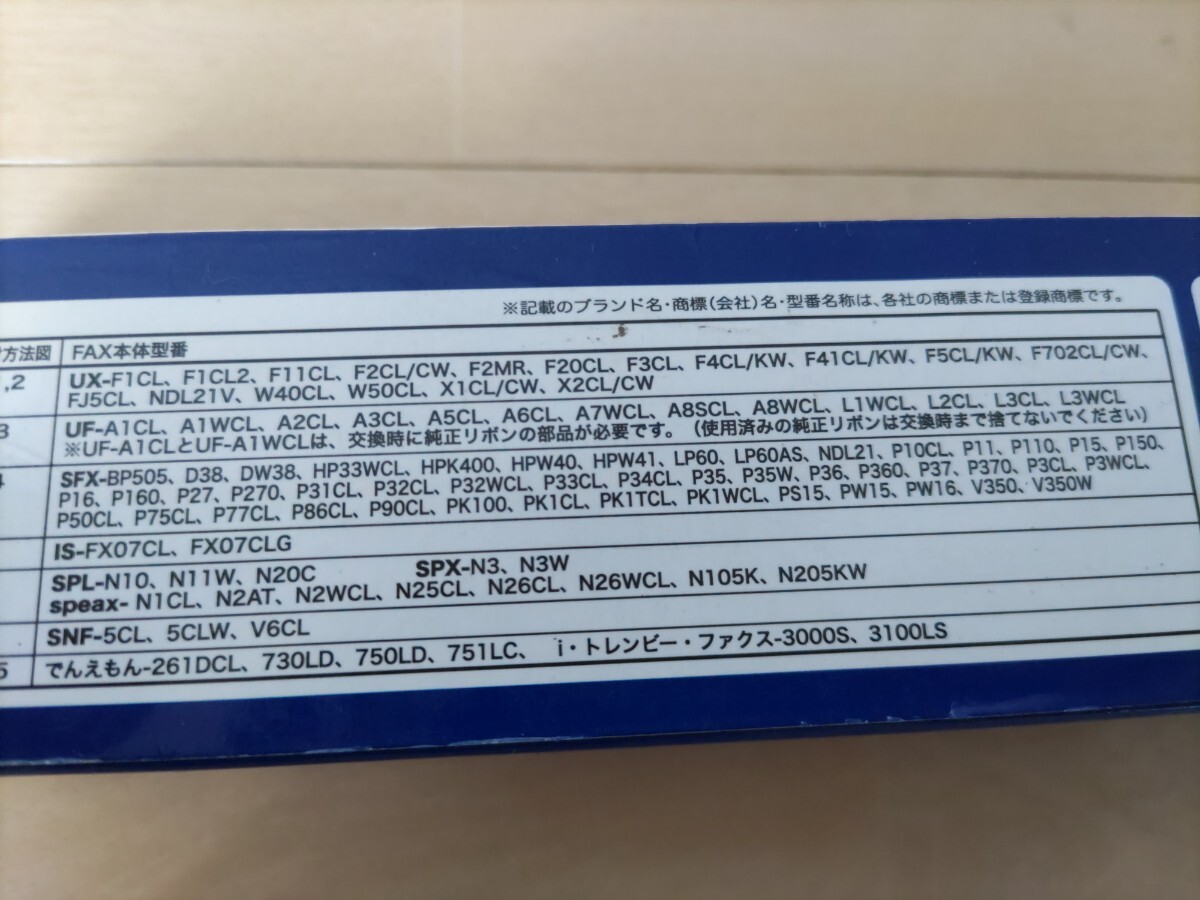 ※記載のブランド名・商標(会社)名・型番名称は、各社の商標または登録商標です。
方法図 FAX本体型番
,2 UX-F1CL、F1CL2、F11CL、F2CL/CW、F2MR、F20CL、F3CL、F4CL/KW、F41CL/KW、F5CL/KW、F702CL/CW、
FJ5CL、NDL21V、W40CL、W50CL、X1CL/CW、X2CL/CW
3 UF-A1CL、A1WCL、A2CL、A3CL、A5CL、A6CL、A7WCL、A8SCL、A8WCL、L1WCL、L2CL、L3CL、L3WCL
※UF-A1CLとUF-A1WCLは、交換時に純正リボンの部品が必要です。(使用済みの純正リボンは交換時まで捨てないでください)
4 SFX-BP505、D38、DW38、HP33WCL、HPK400、HPW40、HPW41、LP60、LP60AS、NDL21、P10CL、P11、P110、P15、P150、
P16、P160、P27、P270、P31CL、P32CL、P32WCL、P33CL、P34CL、P35、P35W、P36、P360、P37、P370、P3CL、P3WCL、
P50CL、P75CL、P77CL、P86CL、P90CL、PK100、PK1CL、PK1TCL、PK1WCL、PS15、PW15、PW16、V350、V350W
IS-FX07CL、FX07CLG
SPL-N10、N11W、N20C SPX-N3、N3W
speax- N1CL、N2AT、N2WCL、N25CL、N26CL、N26WCL、N105K、N205KW
SNF-5CL、5CLW、V6CL
5 でんえもん-261DCL、730LD、750LD、751LC、 i・トレンビー・ファクス-3000S、3100LS